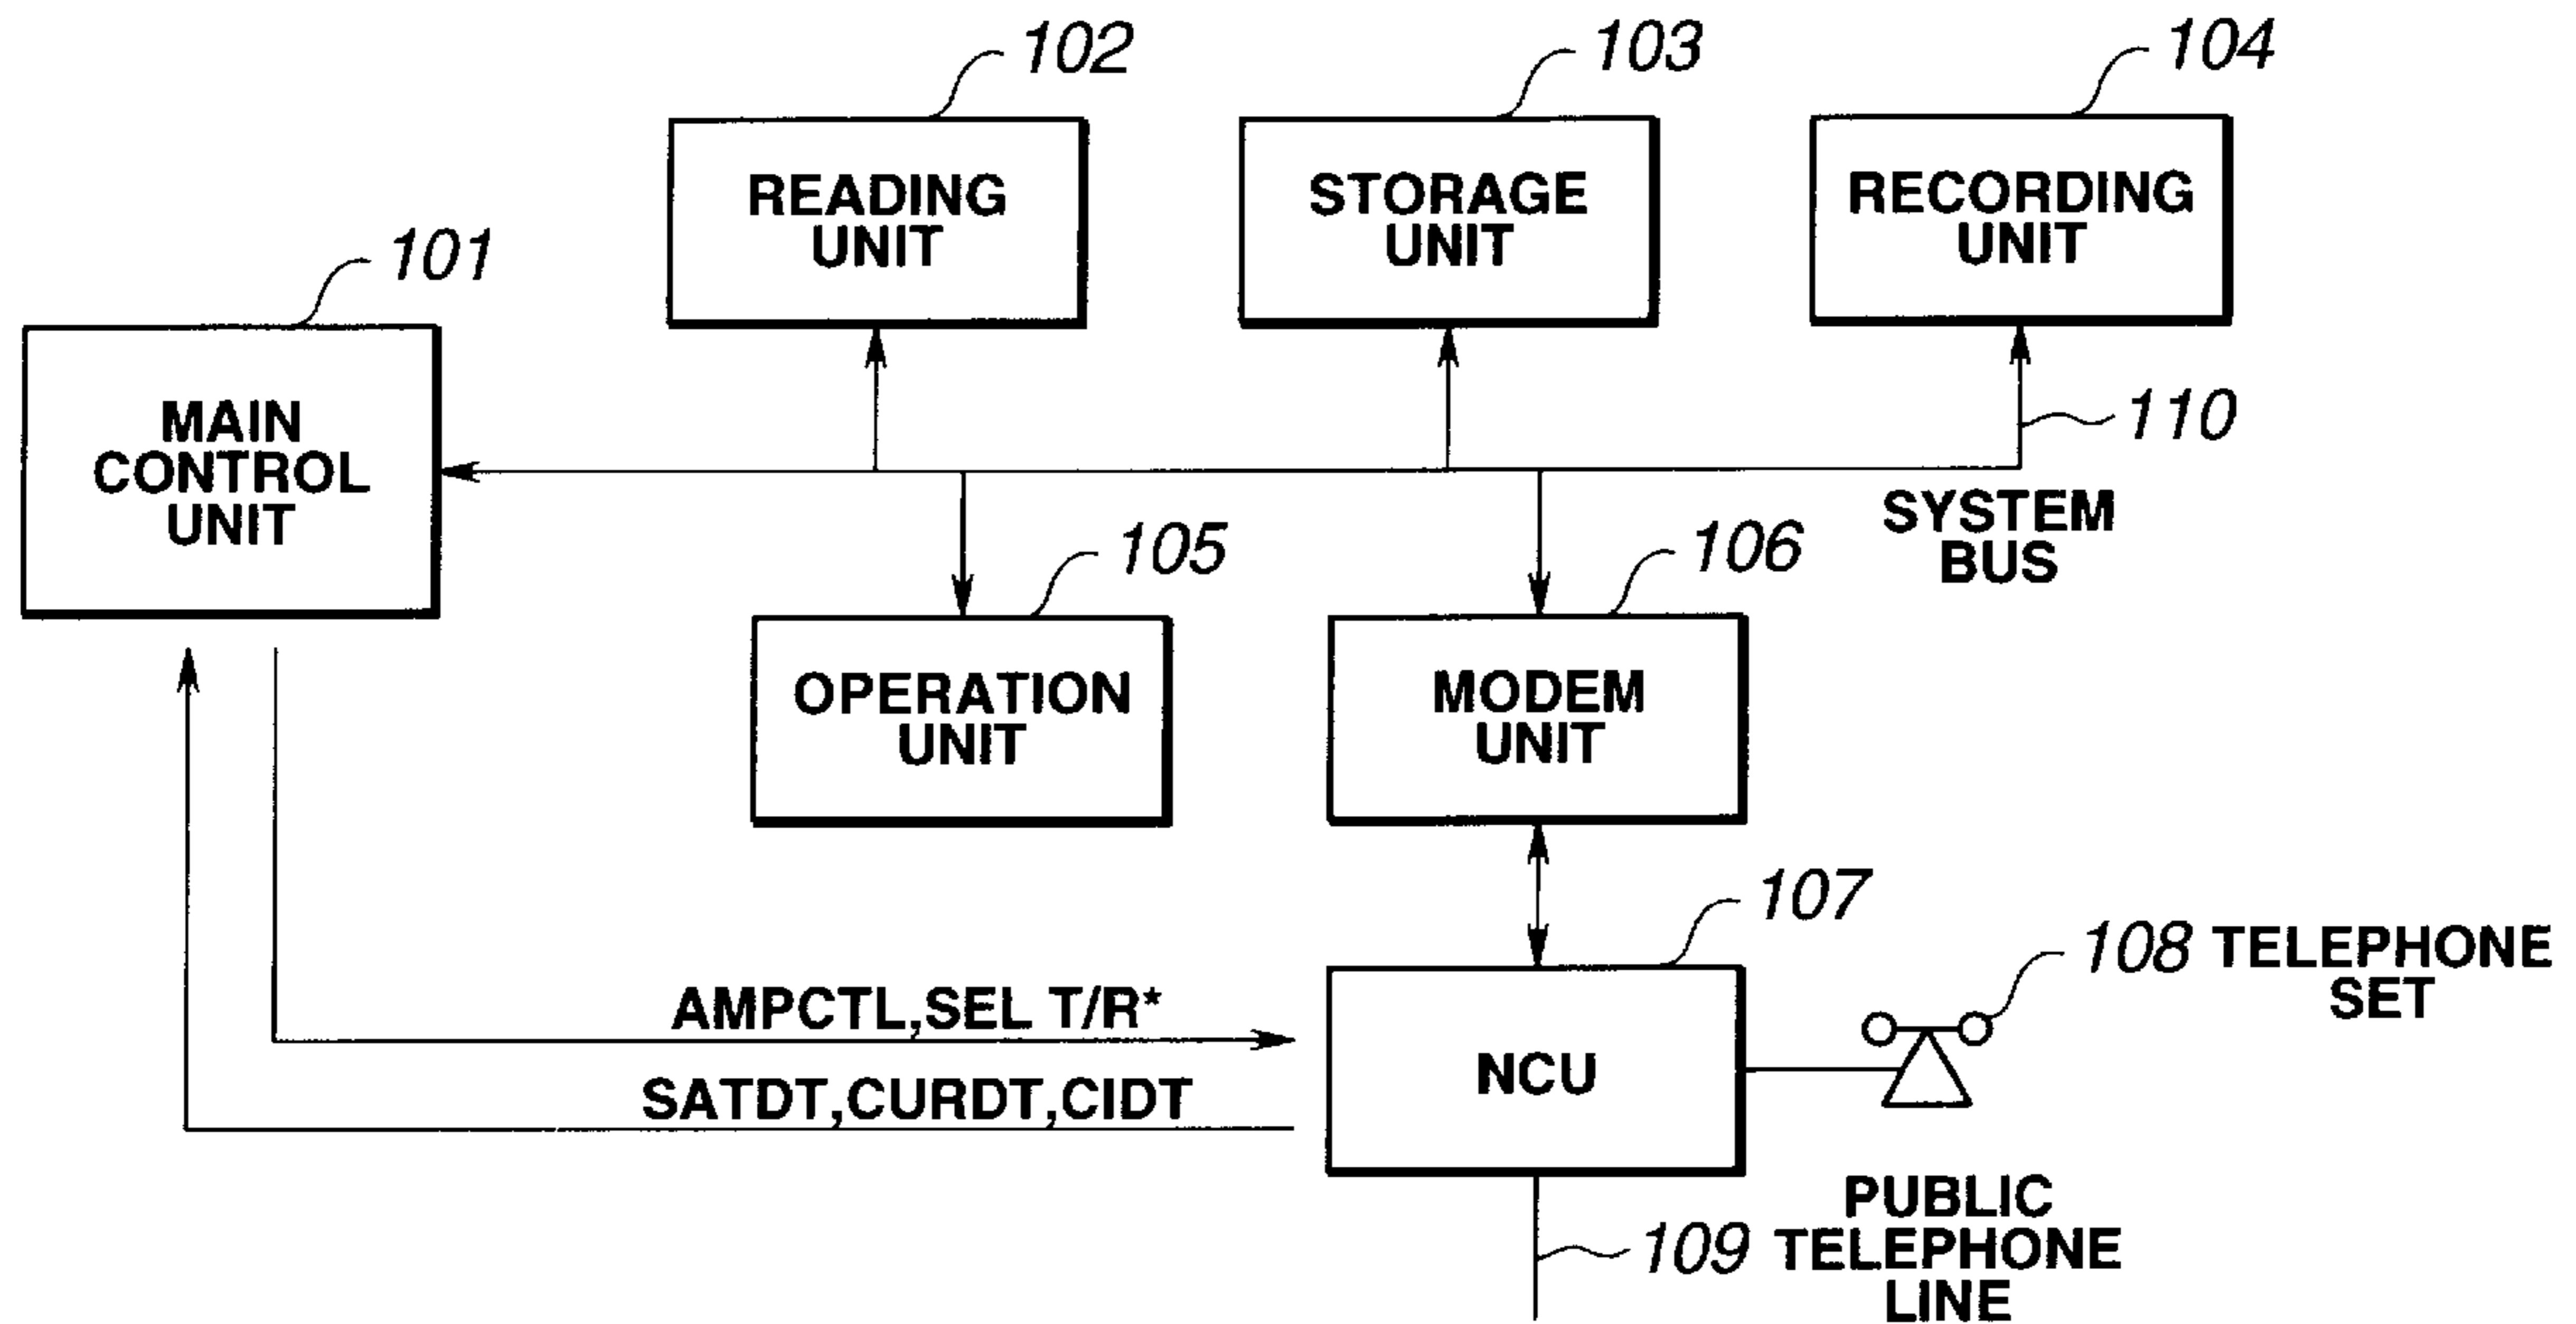 102
103
104
READING
UNIT
STORAGE
UNIT
RECORDING
UNIT
101
MAIN
CONTROL
UNIT
110
SYSTEM
BUS
105
106
OPERATION
UNIT
MODEM
UNIT
107
108 TELEPHONE
SET
AMPCTL,SEL T/R*
NCU
SATDT,CURDT,CIDT
PUBLIC
109 TELEPHONE
LINE